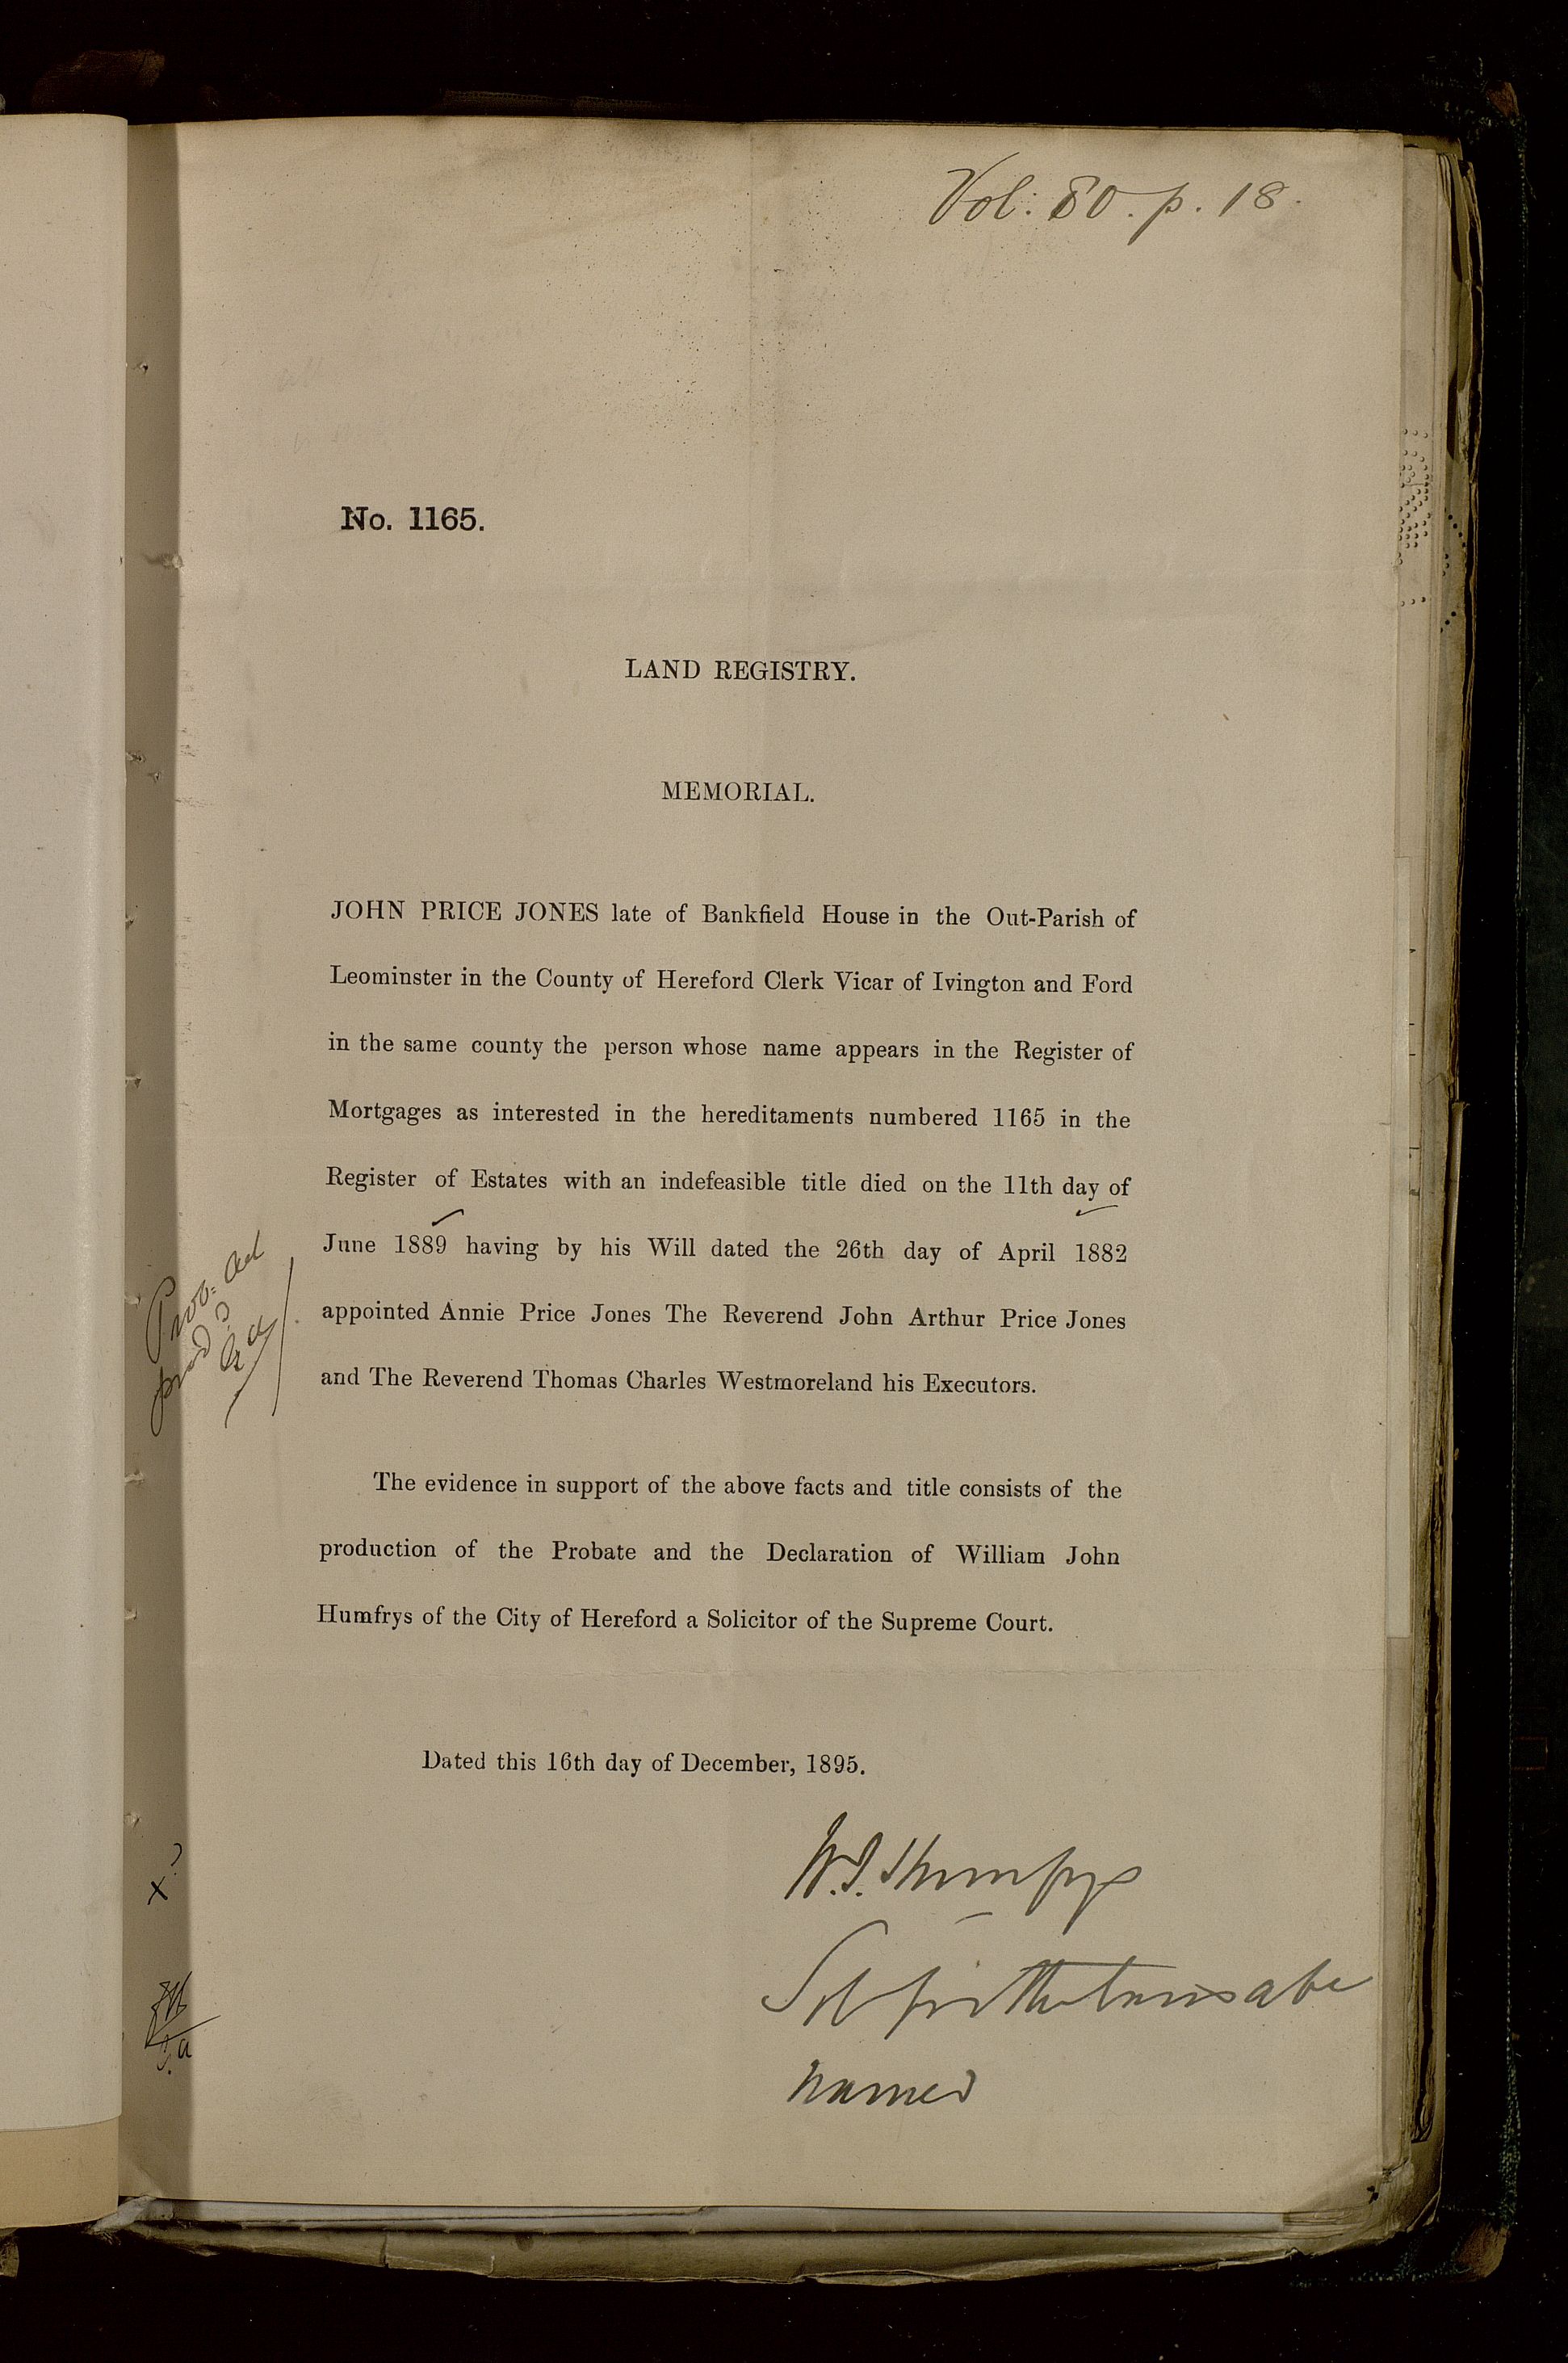 Vol: 80. p. 18.
No. 1165.
LAND REGISTRY.
MEMORIAL.
JOHN PRICE JONES late of Bankfield House in the Out-Parish of
Leominster in the County of Hereford Clerk Vicar of Ivington and Ford
in the same county the person whose name appears in the Register of
Mortgages as interested in the hereditaments numbered 1165 in the
Register of Estates with an indefeasible title died on the 11th day of
June 1889 having by his Will dated the 26th day of April 1882
appointed Annie Price Jones The Reverend John Arthur Price Jones
and The Reverend Thomas Charles Westmoreland his Executors.
The evidence in support of the above facts and title consists of the
production of the Probate and the Declaration of William John
Humfrys of the City of Hereford a Solicitor of the Supreme Court.
Dated this 16th day of December, 1895.
W. J. Humfrys
Sol for the above
named